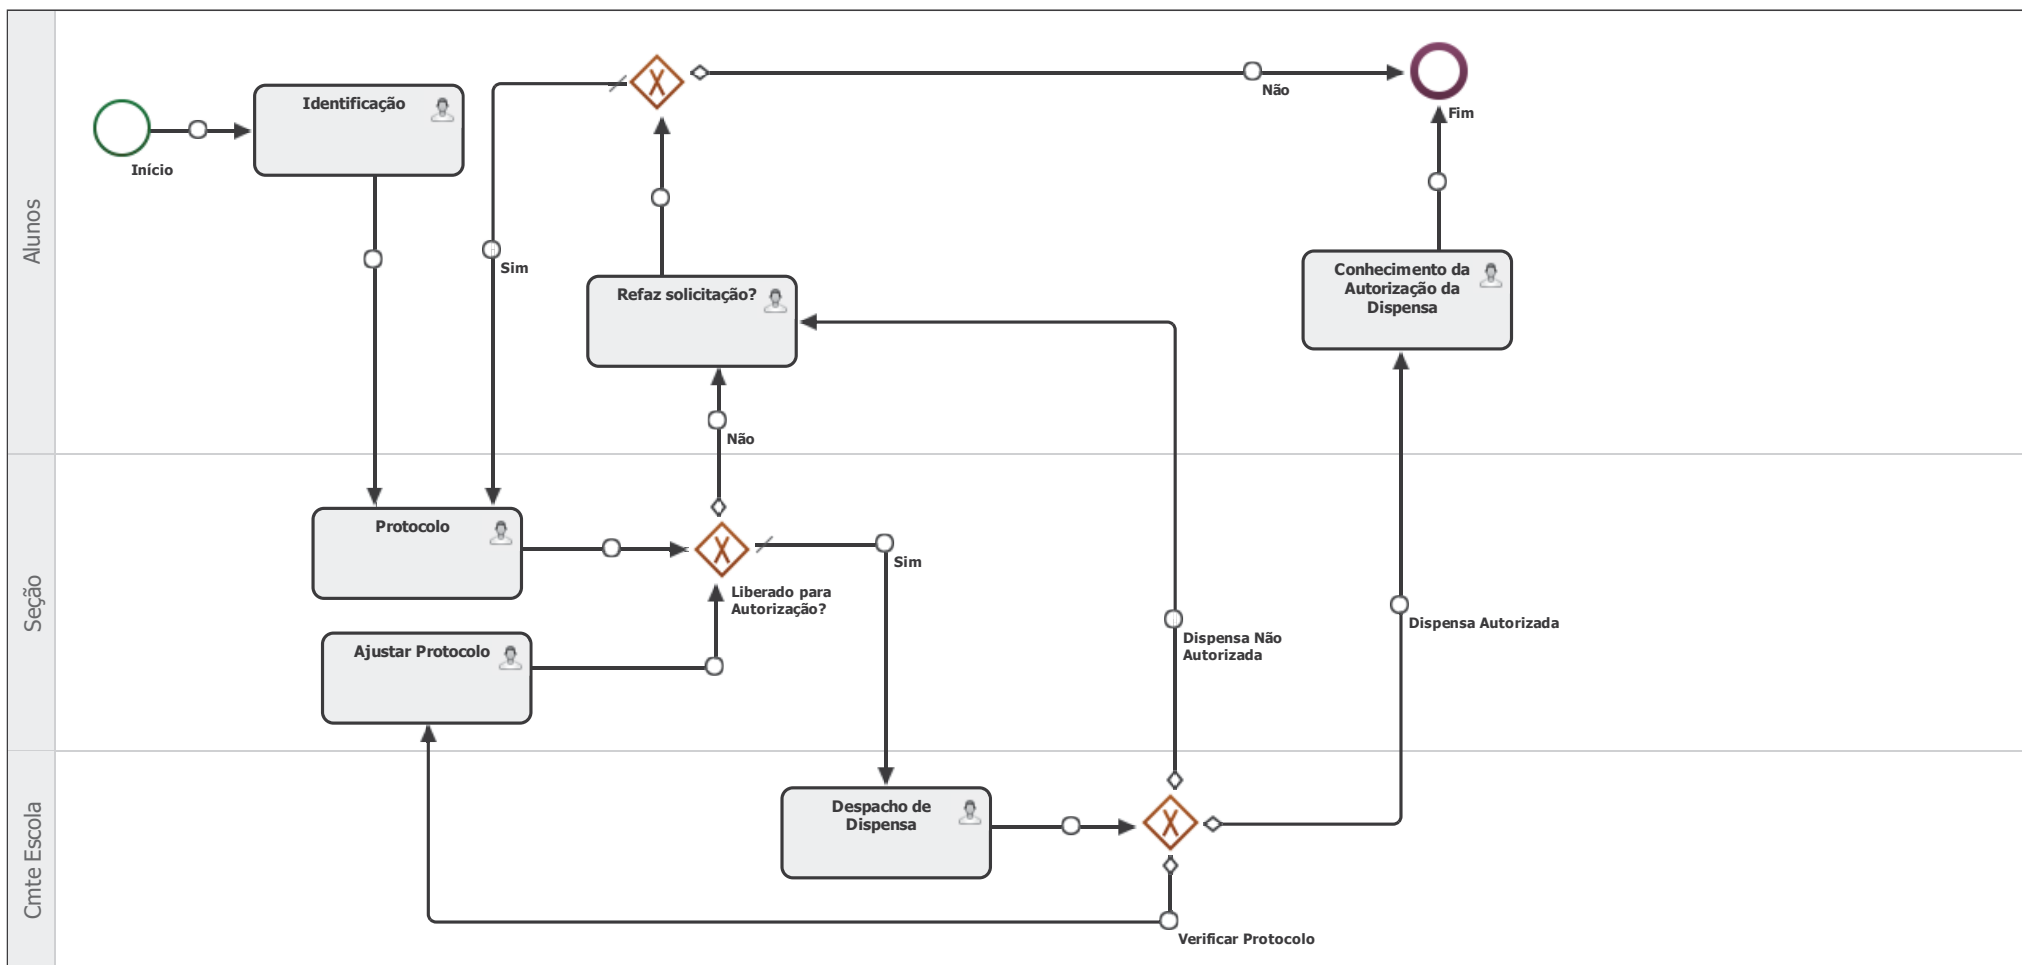 Alunos
Início
Identificação
Não
Fim
Sim
Refaz solicitação?
Conhecimento da
Autorização da
Dispensa
Não
Seção
Protocolo
Liberado para
Autorização?
Sim
Ajustar Protocolo
Dispensa Não
Autorizada
Dispensa Autorizada
Cmte Escola
Despacho de
Dispensa
Verificar Protocolo